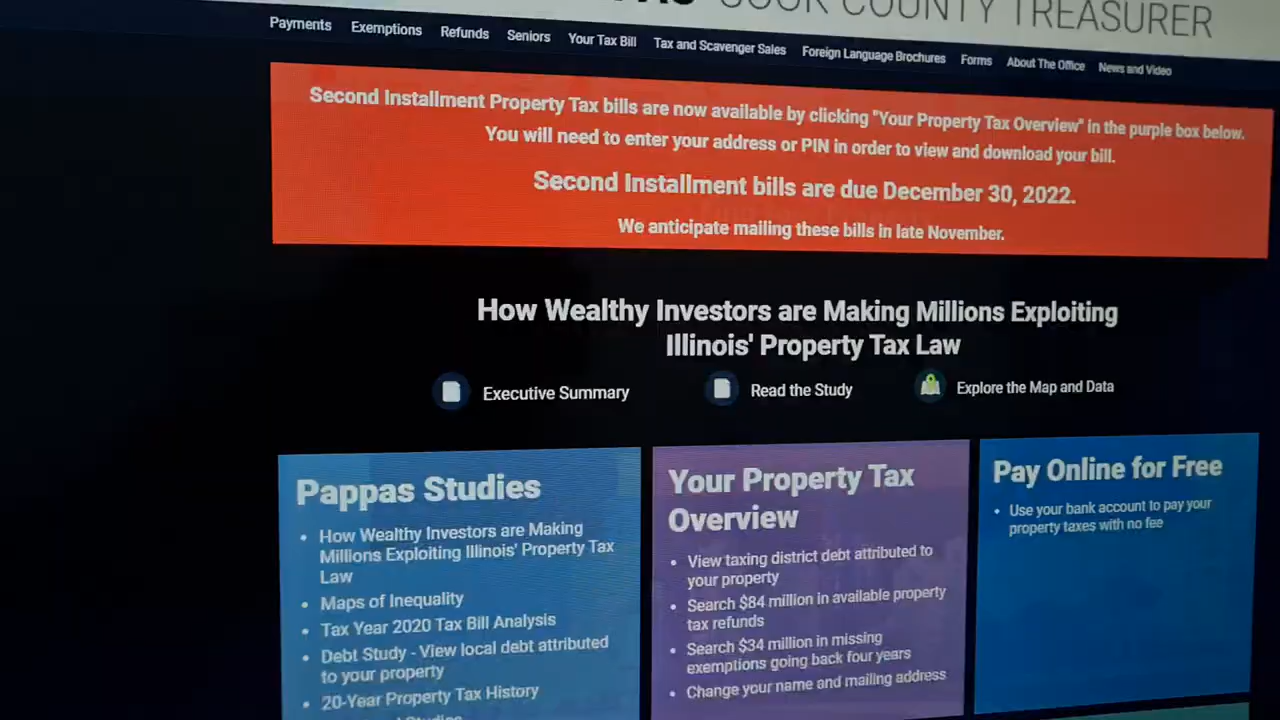 COOK COUNTY TREASURER
Payments Exemptions Refunds Seniors Your Tax Bill Tax and Scavenger Sales Foreign Language Brochures Forms About The Office News and Video
Second Installment Property Tax bills are now available by clicking "Your Property Tax Overview" in the purple box below.
You will need to enter your address or PIN in order to view and download your bill.
Second Installment bills are due December 30, 2022.
We anticipate mailing these bills in late November.
How Wealthy Investors are Making Millions Exploiting
Illinois' Property Tax Law
Executive Summary Read the Study Explore the Map and Data
Pappas Studies
• How Wealthy Investors are Making
Millions Exploiting Illinois' Property Tax
Law
• Maps of Inequality
• Tax Year 2020 Tax Bill Analysis
• Debt Study - View local debt attributed
to your property
• 20-Year Property Tax History
Your Property Tax
Overview
• View taxing district debt attributed to
your property
• Search $84 million in available property
tax refunds
• Search $34 million in missing
exemptions going back four years
• Change your name and mailing address
Pay Online for Free
• Use your bank account to pay your
property taxes with no fee